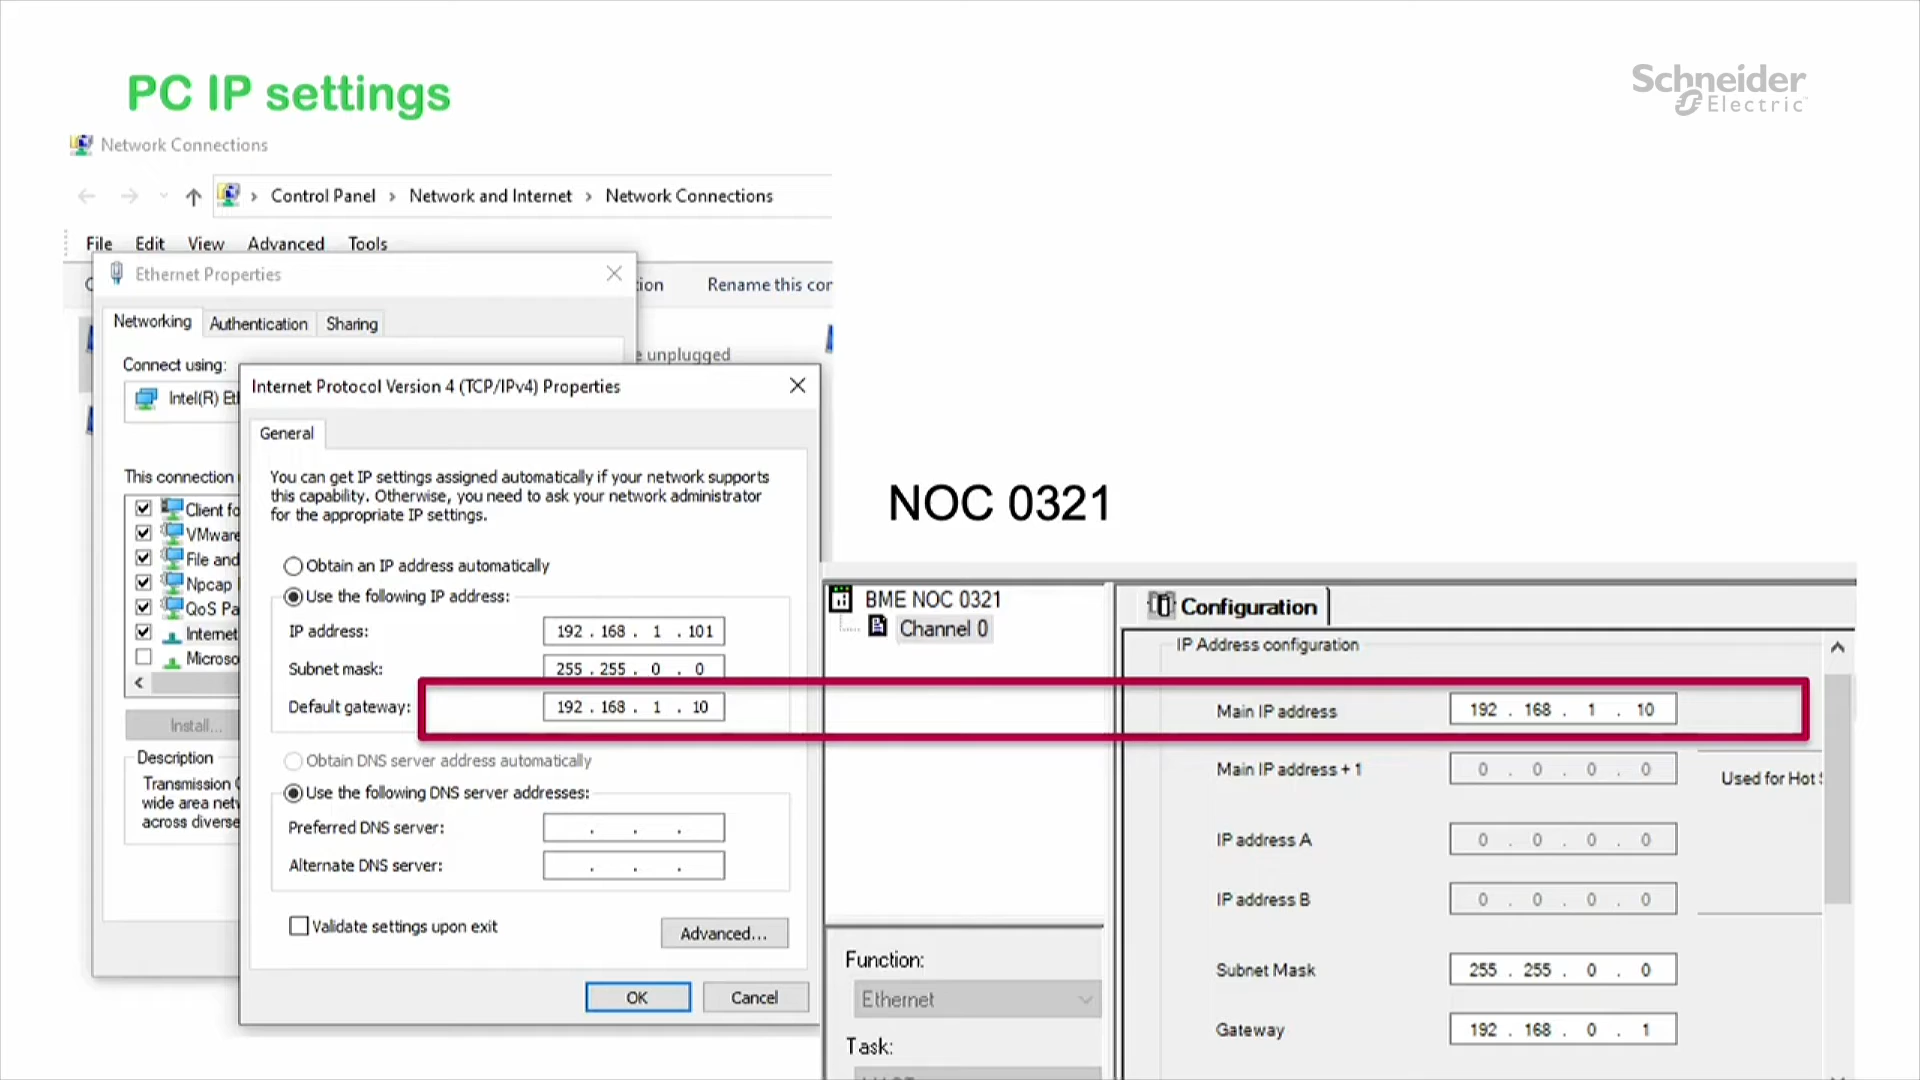 PC IP settings
Schneider
Electric
Network Connections
Control Panel > Network and Internet > Network Connections
File Edit View Advanced Tools
Ethernet Properties
Rename this cor
Networking Authentication Sharing
e unplugged
Connect using:
Intel(R) Et
Internet Protocol Version 4 (TCP/IPv4) Properties
General
This connection
Client fo
VMware
File and
Npcap
QoS Pa
Internet
Microso
Install...
Description
Transmission
wide area netw
across diverse
You can get IP settings assigned automatically if your network supports
this capability. Otherwise, you need to ask your network administrator
for the appropriate IP settings.
Obtain an IP address automatically
Use the following IP address:
IP address: 192 . 168 . 1 . 101
Subnet mask: 255 . 255 . 0 . 0
Default gateway: 192 . 168 . 1 . 10
Obtain DNS server address automatically
Use the following DNS server addresses:
Preferred DNS server: . . .
Alternate DNS server: . . .
Validate settings upon exit
Advanced...
OK Cancel
NOC 0321
BME NOC 0321
Channel 0
Function:
Ethernet
Task:
Configuration
IP Address configuration
Main IP address 192 . 168 . 1 . 10
Main IP address + 1 0 . 0 . 0 . 0
Used for Hot
IP address A 0 . 0 . 0 . 0
IP address B 0 . 0 . 0 . 0
Subnet Mask 255 . 255 . 0 . 0
Gateway 192 . 168 . 0 . 1